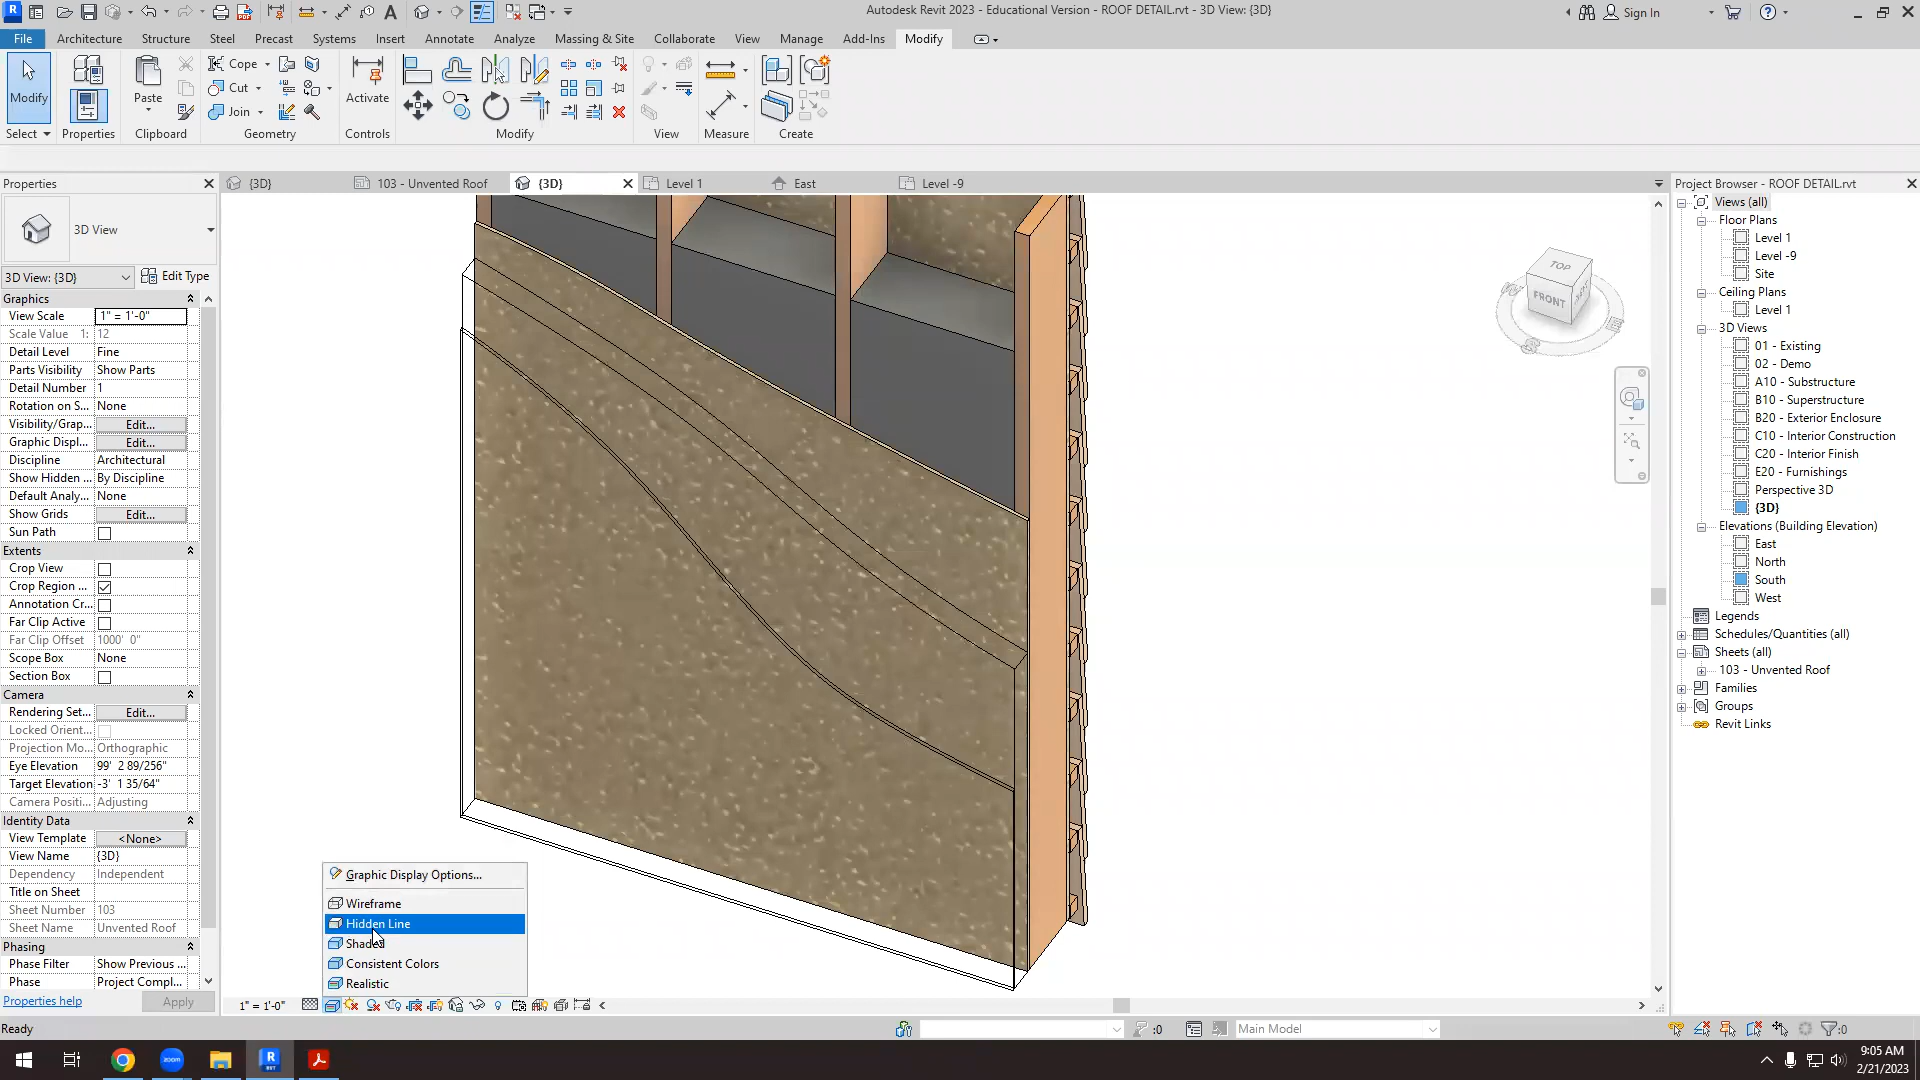 Autodesk Revit 2023 - Educational Version - ROOF DETAIL.rvt - 3D View: {3D}
Sign In
File Architecture Structure Steel Precast Systems Insert Annotate Analyze Massing & Site Collaborate View Manage Add-Ins Modify
Modify
Paste
Cope
Cut
Join
Activate
Select Properties Clipboard Geometry Controls Modify View Measure Create
Properties
{3D}
103 - Unvented Roof
{3D}
Level 1
East
Level -9
Project Browser - ROOF DETAIL.rvt
3D View
3D View: {3D}
Edit Type
Graphics
View Scale 1" = 1'-0"
Scale Value 1: 12
Detail Level Fine
Parts Visibility Show Parts
Detail Number 1
Rotation on S... None
Visibility/Grap... Edit...
Graphic Displ... Edit...
Discipline Architectural
Show Hidden ... By Discipline
Default Analy... None
Show Grids Edit...
Sun Path
Extents
Crop View
Crop Region ...
Annotation Cr...
Far Clip Active
Far Clip Offset 1000' 0"
Scope Box None
Section Box
Camera
Rendering Set... Edit...
Locked Orient...
Projection Mo... Orthographic
Eye Elevation 99' 2 89/256"
Target Elevation -3' 1 35/64"
Camera Positi... Adjusting
Identity Data
View Template <None>
View Name {3D}
Dependency Independent
Title on Sheet
Sheet Number 103
Sheet Name Unvented Roof
Phasing
Phase Filter Show Previous ...
Phase Project Compl...
Properties help
Apply
TOP
FRONT
Graphic Display Options...
Wireframe
Hidden Line
Shaded
Consistent Colors
Realistic
1" = 1'-0"
Views (all)
Floor Plans
Level 1
Level -9
Site
Ceiling Plans
Level 1
3D Views
01 - Existing
02 - Demo
A10 - Substructure
B10 - Superstructure
B20 - Exterior Enclosure
C10 - Interior Construction
C20 - Interior Finish
E20 - Furnishings
Perspective 3D
{3D}
Elevations (Building Elevation)
East
North
South
West
Legends
Schedules/Quantities (all)
Sheets (all)
103 - Unvented Roof
Families
Groups
Revit Links
Ready
:0
Main Model
:0
zoom
R
RVT
9:05 AM
2/21/2023